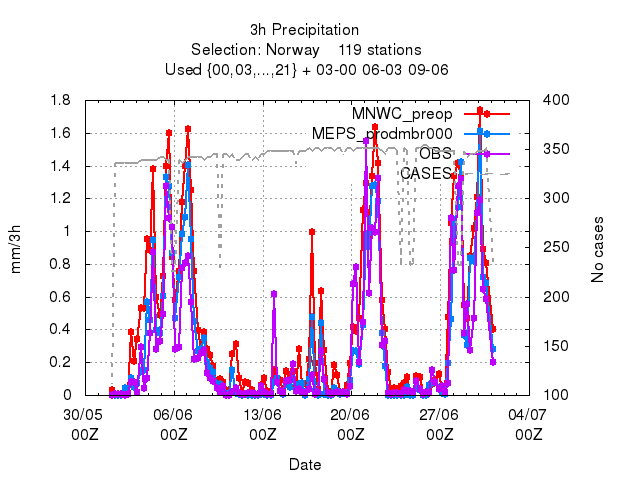 3h Precipitation
Selection: Norway    119 stations
Used {00,03,...,21} + 03-00 06-03 09-06
MNWC_preop
MEPS_prodmbr000
OBS
CASES
mm/3h
1.8
1.6
1.4
1.2
1
0.8
0.6
0.4
0.2
0
400
350
300
250
200
150
100
No cases
30/05 06/06 13/06 20/06 27/06 04/07
00Z 00Z 00Z 00Z 00Z 00Z
Date